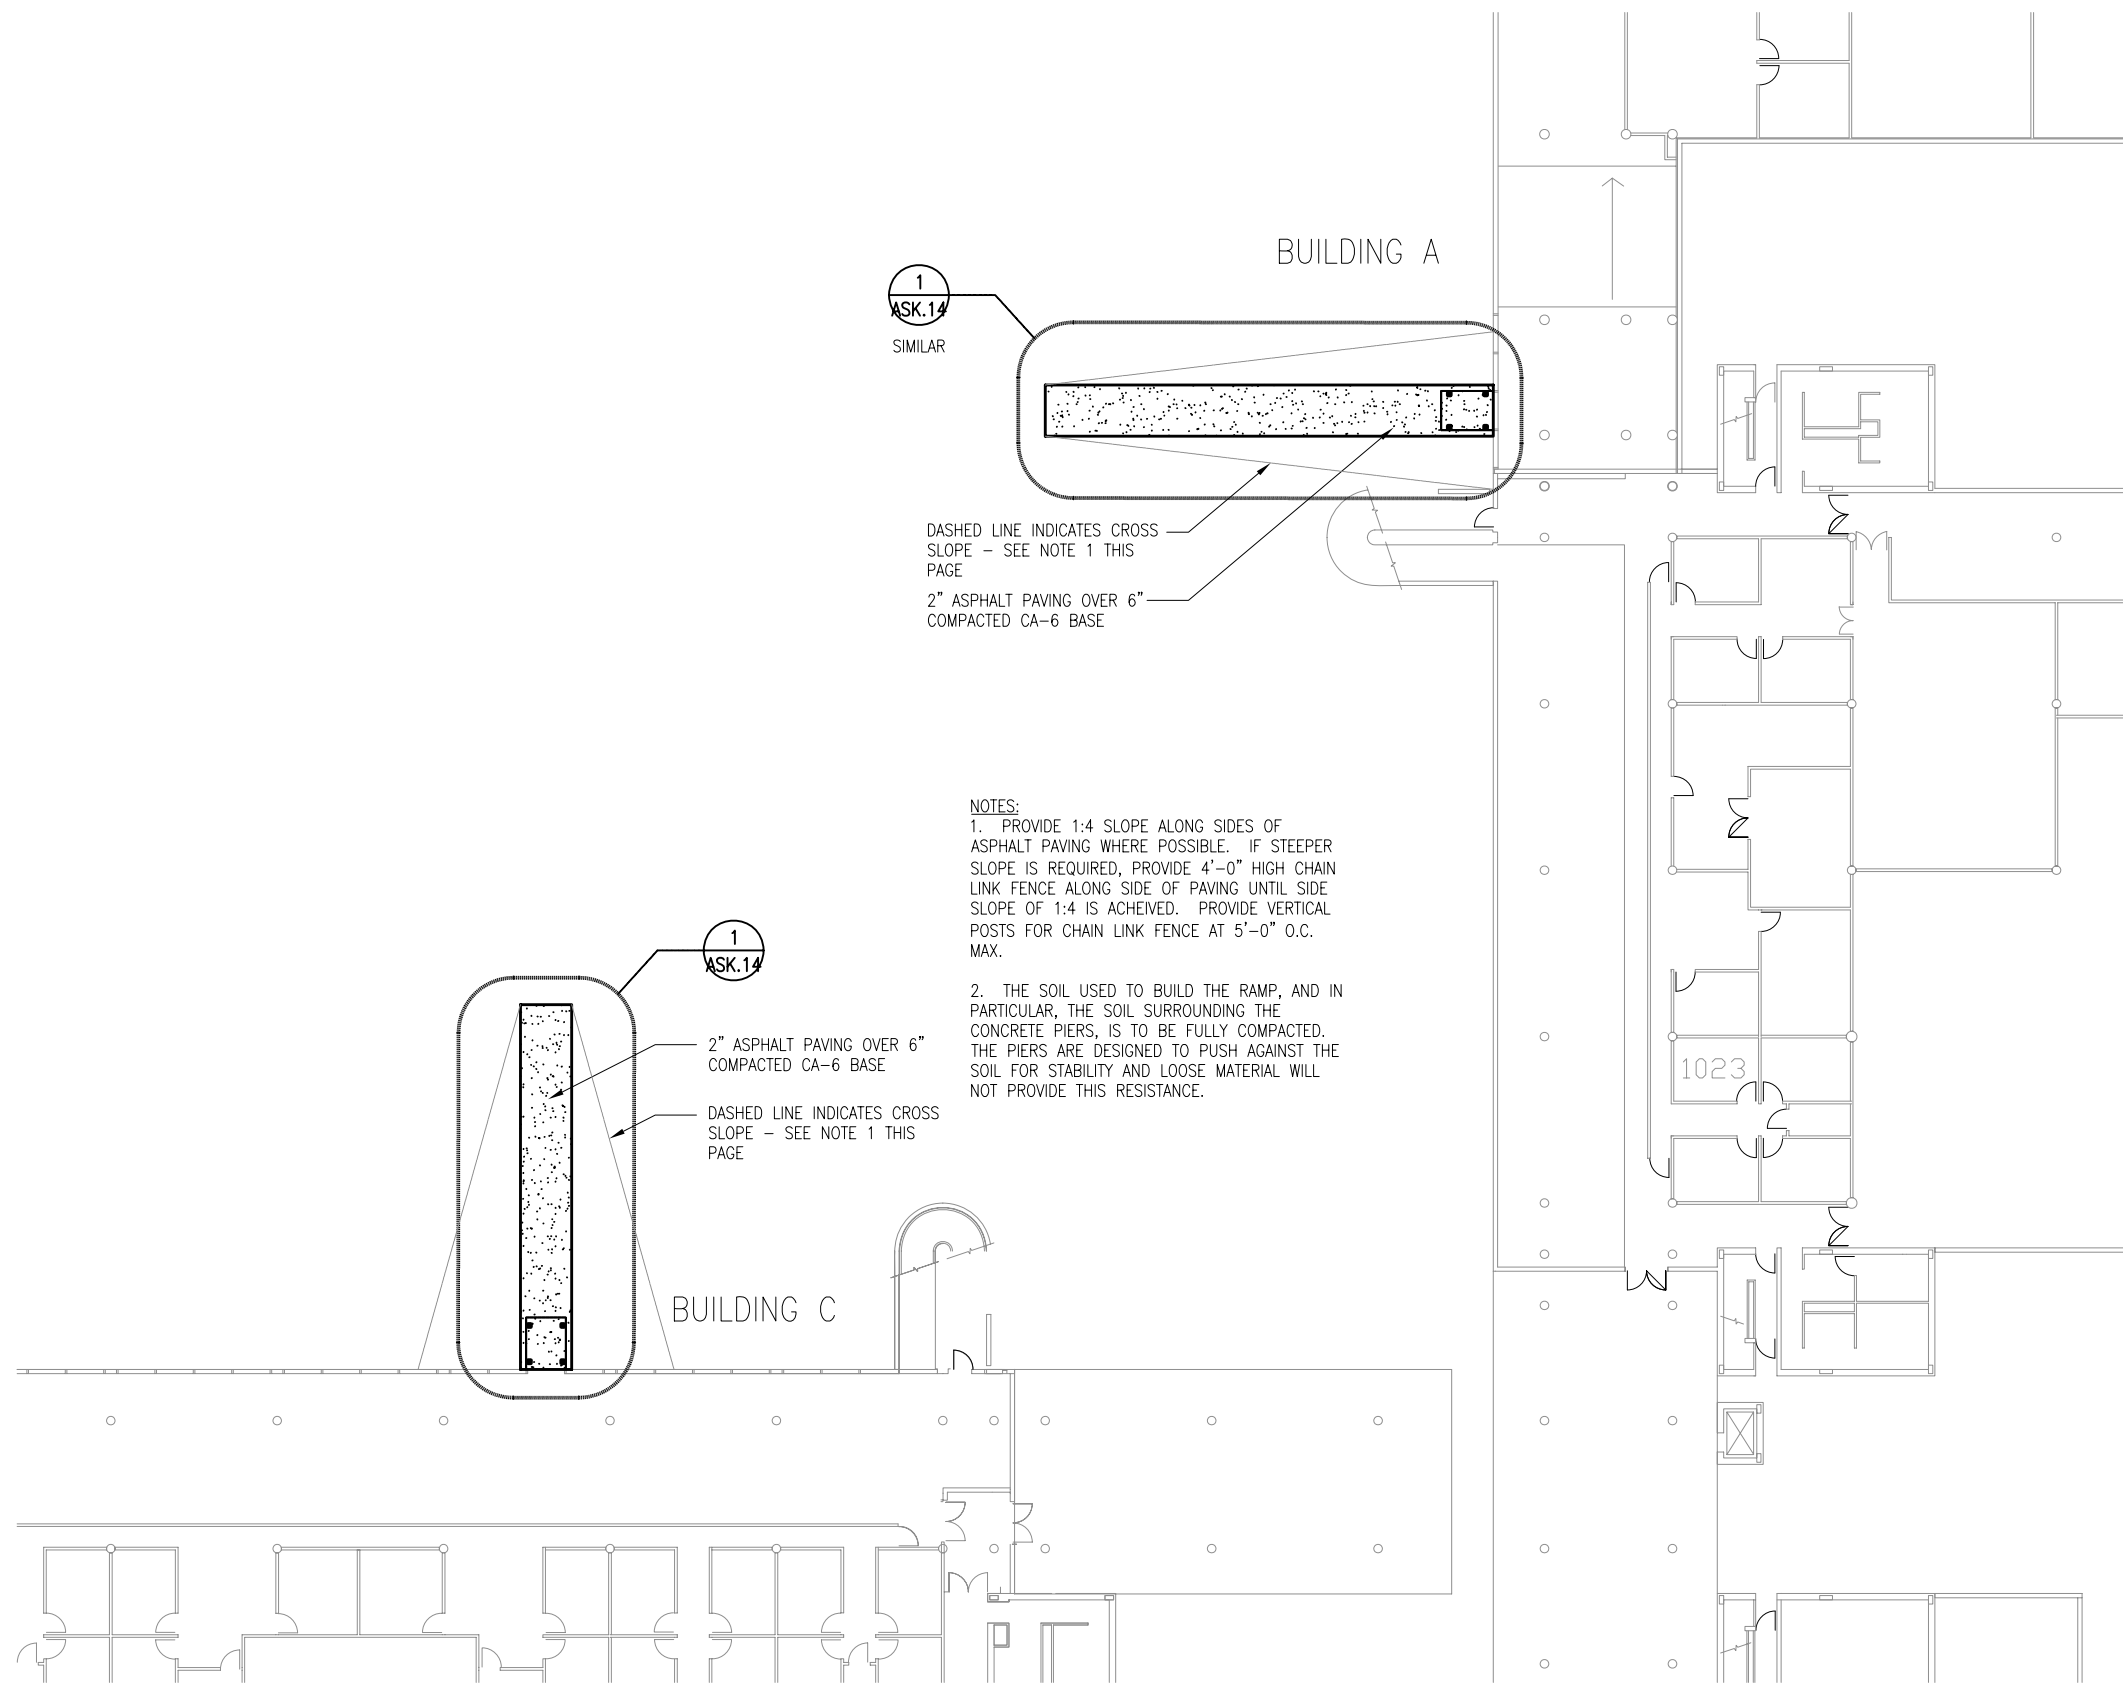 BUILDING A
1
ASK.14
SIMILAR
DASHED LINE INDICATES CROSS
SLOPE – SEE NOTE 1 THIS
PAGE
2" ASPHALT PAVING OVER 6"
COMPACTED CA–6 BASE
NOTES:
1. PROVIDE 1:4 SLOPE ALONG SIDES OF
ASPHALT PAVING WHERE POSSIBLE. IF STEEPER
SLOPE IS REQUIRED, PROVIDE 4'–0" HIGH CHAIN
LINK FENCE ALONG SIDE OF PAVING UNTIL SIDE
SLOPE OF 1:4 IS ACHEIVED. PROVIDE VERTICAL
POSTS FOR CHAIN LINK FENCE AT 5'–0" O.C.
MAX.
2. THE SOIL USED TO BUILD THE RAMP, AND IN
PARTICULAR, THE SOIL SURROUNDING THE
CONCRETE PIERS, IS TO BE FULLY COMPACTED.
THE PIERS ARE DESIGNED TO PUSH AGAINST THE
SOIL FOR STABILITY AND LOOSE MATERIAL WILL
NOT PROVIDE THIS RESISTANCE.
1
ASK.14
2" ASPHALT PAVING OVER 6"
COMPACTED CA–6 BASE
DASHED LINE INDICATES CROSS
SLOPE – SEE NOTE 1 THIS
PAGE
1023
BUILDING C